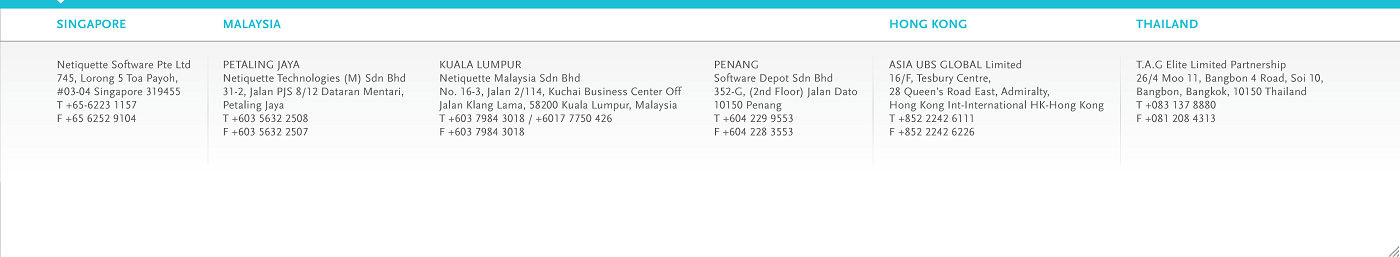 SINGAPORE
MALAYSIA
HONG KONG
THAILAND
Netiquette Software Pte Ltd
745, Lorong 5 Toa Payoh,
#03-04 Singapore 319455
T +65-6223 1157
F +65 6252 9104
PETALING JAYA
Netiquette Technologies (M) Sdn Bhd
31-2, Jalan PJS 8/12 Dataran Mentari,
Petaling Jaya
T +603 5632 2508
F +603 5632 2507
KUALA LUMPUR
Netiquette Malaysia Sdn Bhd
No. 16-3, Jalan 2/114, Kuchai Business Center Off
Jalan Klang Lama, 58200 Kuala Lumpur, Malaysia
T +603 7984 3018 / +6017 7750 426
F +603 7984 3018
PENANG
Software Depot Sdn Bhd
352-G, (2nd Floor) Jalan Dato
10150 Penang
T +604 229 9553
F +604 228 3553
ASIA UBS GLOBAL Limited
16/F, Tesbury Centre,
28 Queen's Road East, Admiralty,
Hong Kong Int-International HK-Hong Kong
T +852 2242 6111
F +852 2242 6226
T.A.G Elite Limited Partnership
26/4 Moo 11, Bangbon 4 Road, Soi 10,
Bangbon, Bangkok, 10150 Thailand
T +083 137 8880
F +081 208 4313